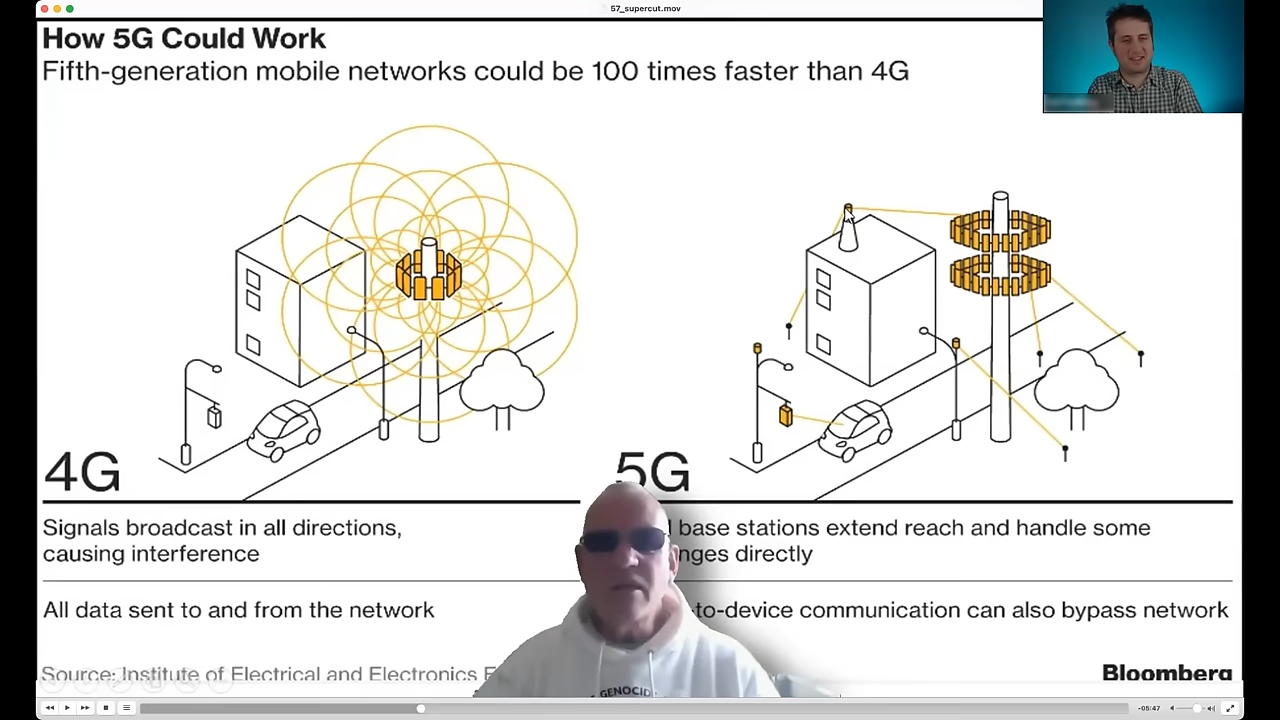 57_supercut.mov
How 5G Could Work
Fifth-generation mobile networks could be 100 times faster than 4G
4G
5G
Signals broadcast in all directions,
causing interference
base stations extend reach and handle some
directly
All data sent to and from the network
-to-device communication can also bypass network
Source: Institute of Electrical and Electronics
Bloomberg
GENOCID
-05:47